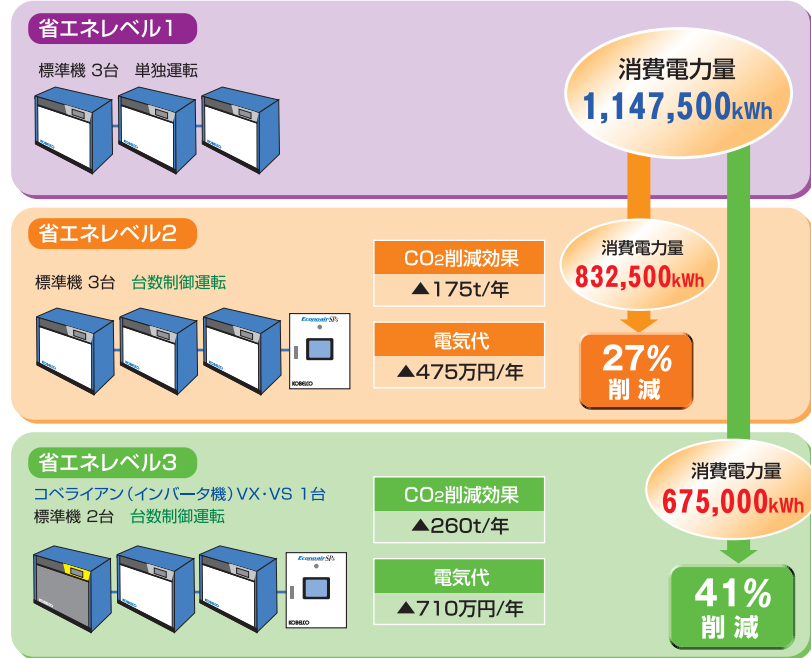 省エネレベル1
標準機 3台 単独運転
消費電力量
1,147,500kWh
省エネレベル2
標準機 3台 台数制御運転
CO2削減効果
▲175t/年
電気代
▲475万円/年
消費電力量
832,500kWh
27%
削減
KOBELCO
省エネレベル3
コベライアン(インバータ機)VX・VS 1台
標準機 2台 台数制御運転
CO2削減効果
▲260t/年
電気代
▲710万円/年
消費電力量
675,000kWh
41%
削減
KOBELCO